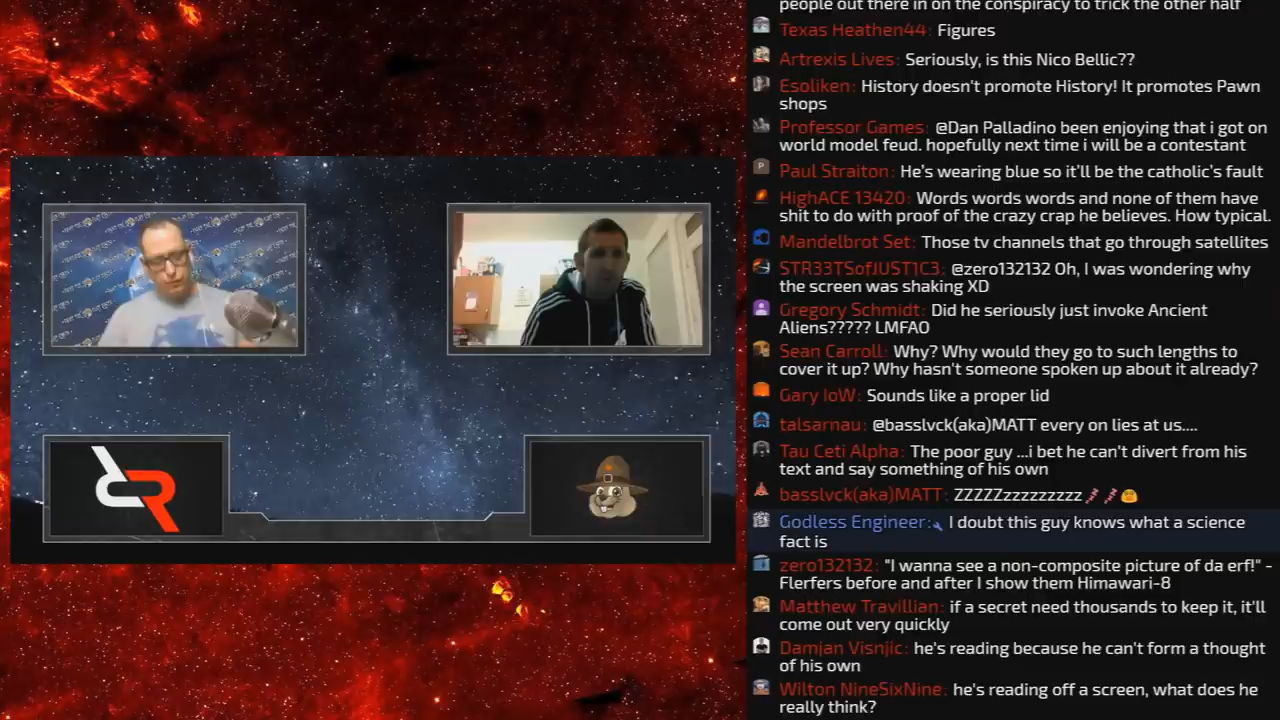 people out there in on the conspiracy to trick the other half
Texas Heathen44: Figures
Artrexis Lives: Seriously, is this Nico Bellic??
Esoliken: History doesn't promote History! It promotes Pawn
shops
Professor Games: @Dan Palladino been enjoying that i got on
world model feud. hopefully next time i will be a contestant
Paul Straiton: He's wearing blue so it'll be the catholic's fault
HighACE 13420: Words words words and none of them have
shit to do with proof of the crazy crap he believes. How typical.
Mandelbrot Set: Those tv channels that go through satellites
STR33TSofJUST1C3: @zero132132 Oh, I was wondering why
the screen was shaking XD
Gregory Schmidt: Did he seriously just invoke Ancient
Aliens????? LMFAO
Sean Carroll: Why? Why would they go to such lengths to
cover it up? Why hasn't someone spoken up about it already?
Gary IoW: Sounds like a proper lid
talsarnau: @basslvck(aka)MATT every on lies at us....
Tau Ceti Alpha: The poor guy ...i bet he can't divert from his
text and say something of his own
basslvck(aka)MATT: ZZZZZzzzzzzzzz
Godless Engineer: I doubt this guy knows what a science
fact is
zero132132: "I wanna see a non-composite picture of da erf!" -
Flerfers before and after I show them Himawari-8
Matthew Travillian: if a secret need thousands to keep it, it'll
come out very quickly
Damjan Visnjic: he's reading because he can't form a thought
of his own
Wilton NineSixNine: he's reading off a screen, what does he
really think?